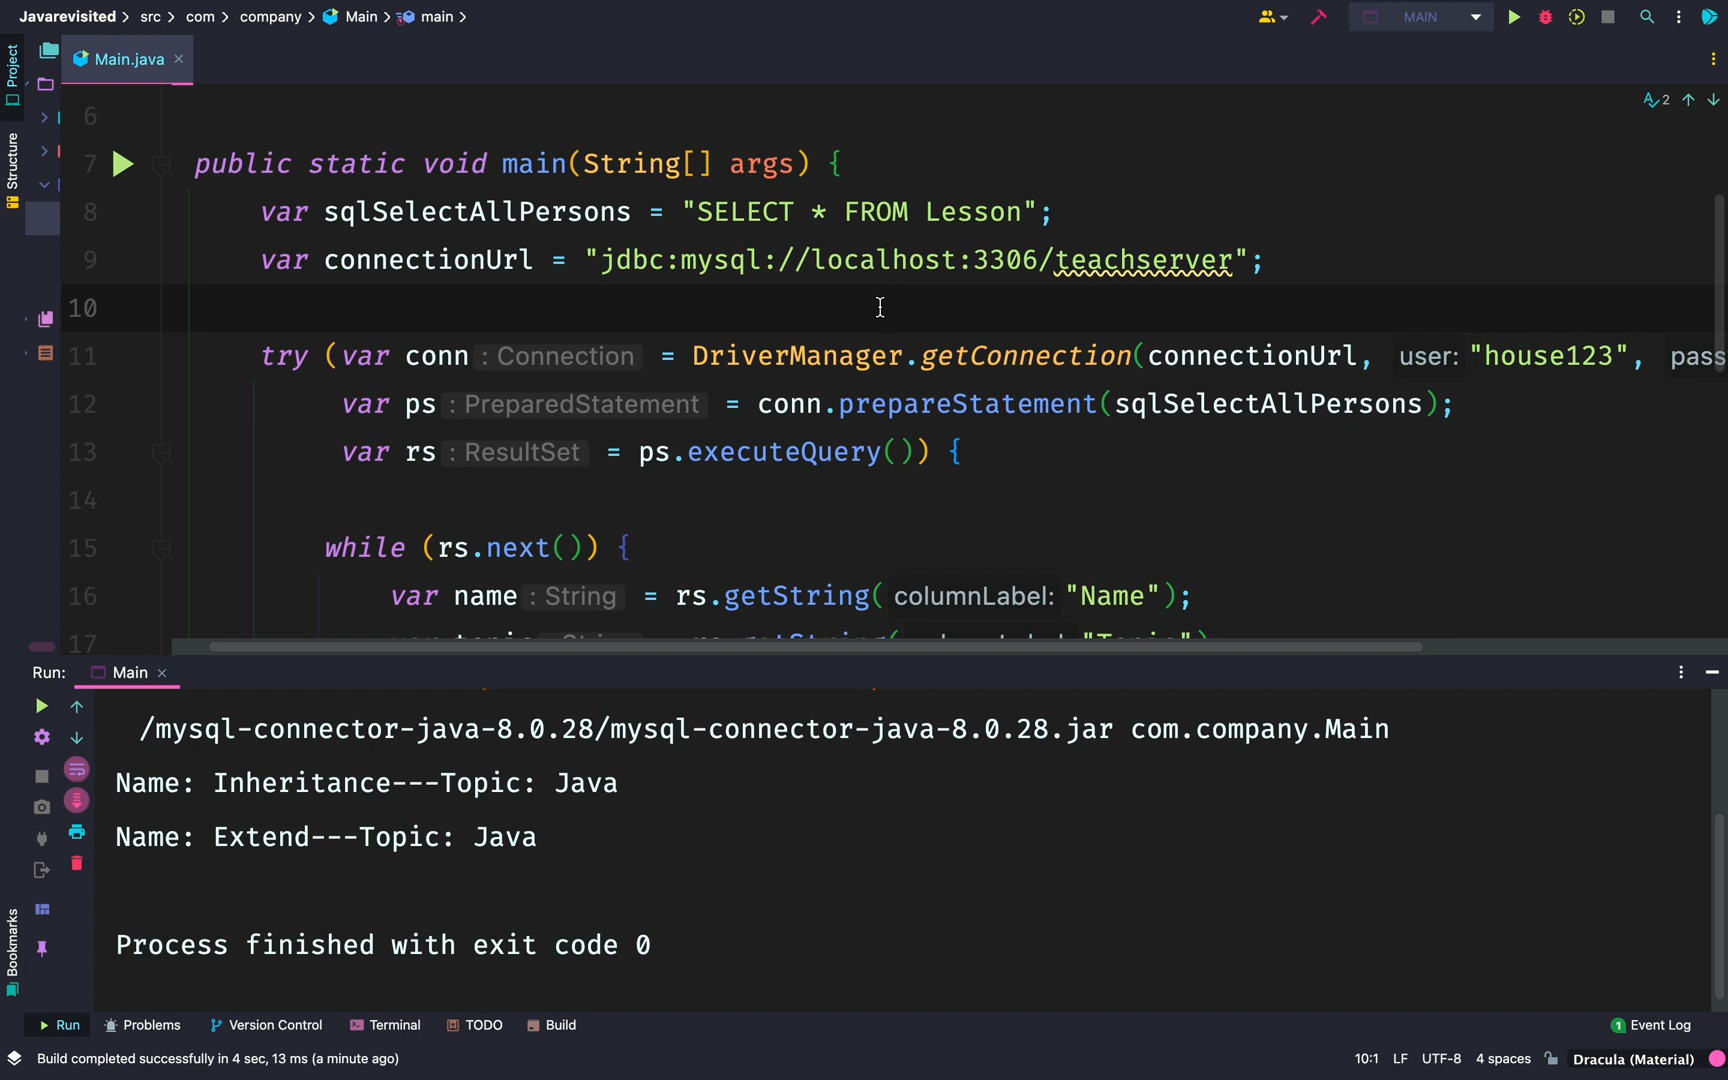 Javarevisited > src > com > company > Main > main >
MAIN
Project
Main.java ×
2
Structure
6
7 public static void main(String[] args) {
8 var sqlSelectAllPersons = "SELECT * FROM Lesson";
9 var connectionUrl = "jdbc:mysql://localhost:3306/teachserver";
10
11 try (var conn : Connection = DriverManager.getConnection(connectionUrl, user: "house123", pass
12 var ps : PreparedStatement = conn.prepareStatement(sqlSelectAllPersons);
13 var rs : ResultSet = ps.executeQuery()) {
14
15 while (rs.next()) {
16 var name : String = rs.getString( columnLabel: "Name");
17
Run: Main ×
/mysql-connector-java-8.0.28/mysql-connector-java-8.0.28.jar com.company.Main
Name: Inheritance---Topic: Java
Name: Extend---Topic: Java
Process finished with exit code 0
Bookmarks
Run Problems Version Control Terminal TODO Build 1 Event Log
Build completed successfully in 4 sec, 13 ms (a minute ago) 10:1 LF UTF-8 4 spaces Dracula (Material)